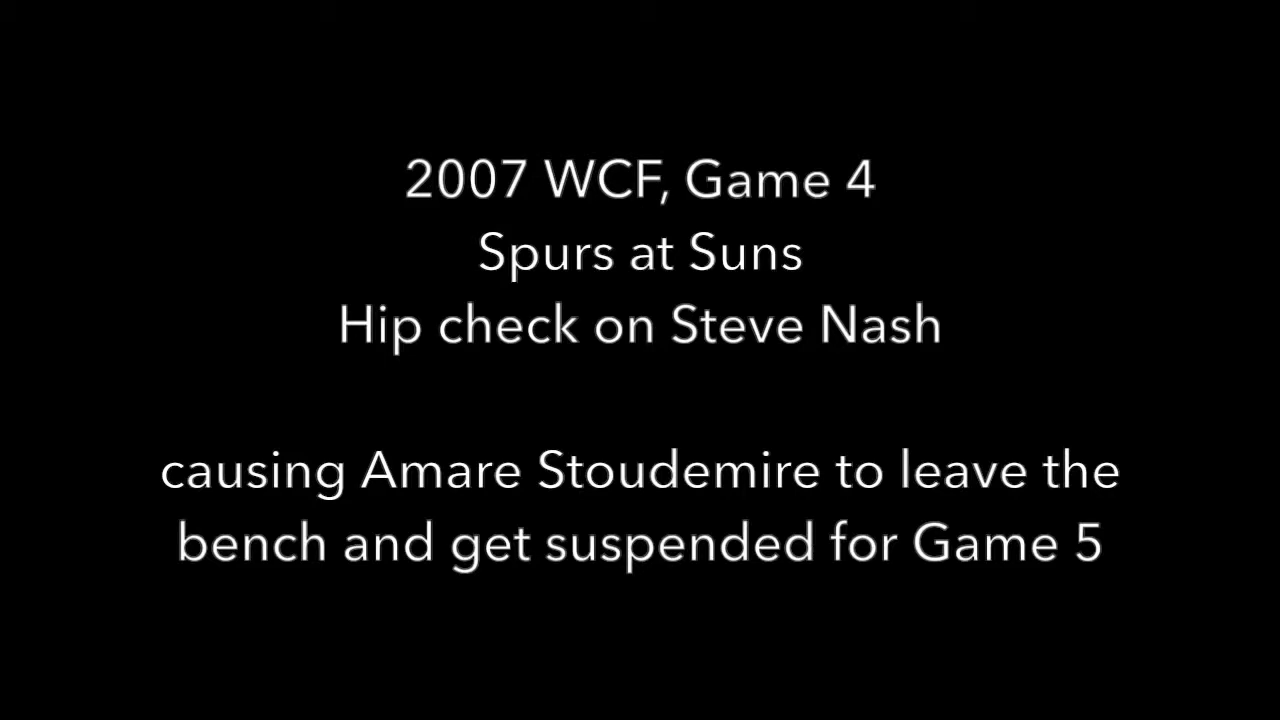 2007 WCF, Game 4
Spurs at Suns
Hip check on Steve Nash
causing Amare Stoudemire to leave the
bench and get suspended for Game 5